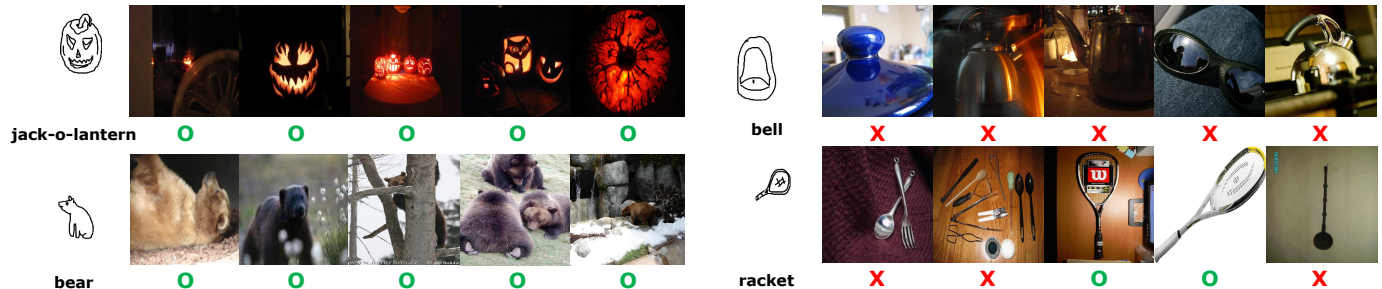 jack-o-lantern
O O O O O
bell
X X X X X
bear
O O O O O
W
racket
X X O O X